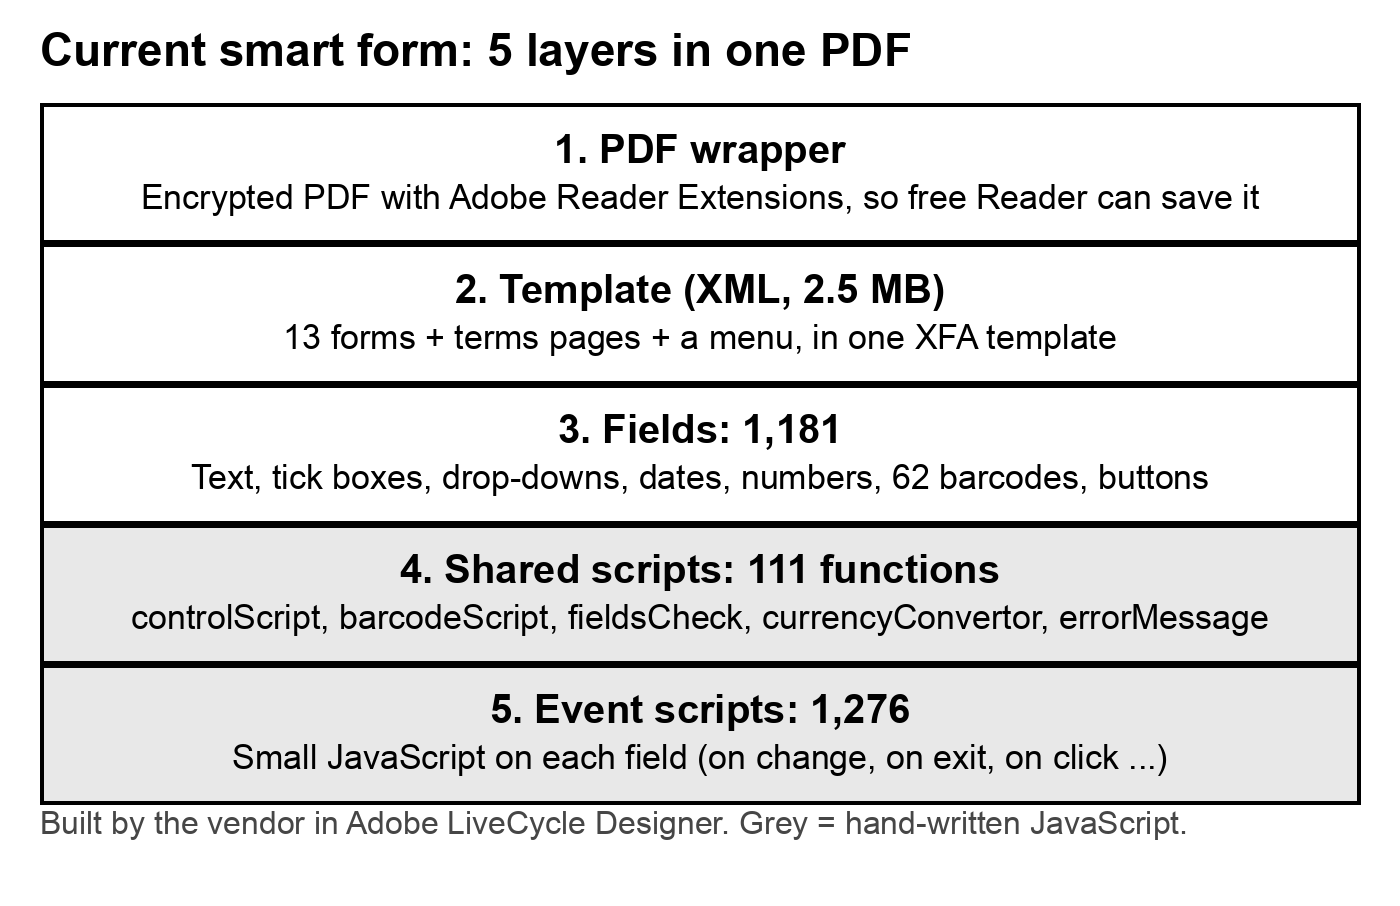 Current smart form: 5 layers in one PDF
1. PDF wrapper
Encrypted PDF with Adobe Reader Extensions, so free Reader can save it
2. Template (XML, 2.5 MB)
13 forms + terms pages + a menu, in one XFA template
3. Fields: 1,181
Text, tick boxes, drop-downs, dates, numbers, 62 barcodes, buttons
4. Shared scripts: 111 functions
controlScript, barcodeScript, fieldsCheck, currencyConvertor, errorMessage
5. Event scripts: 1,276
Small JavaScript on each field (on change, on exit, on click ...)
Built by the vendor in Adobe LiveCycle Designer. Grey = hand-written JavaScript.